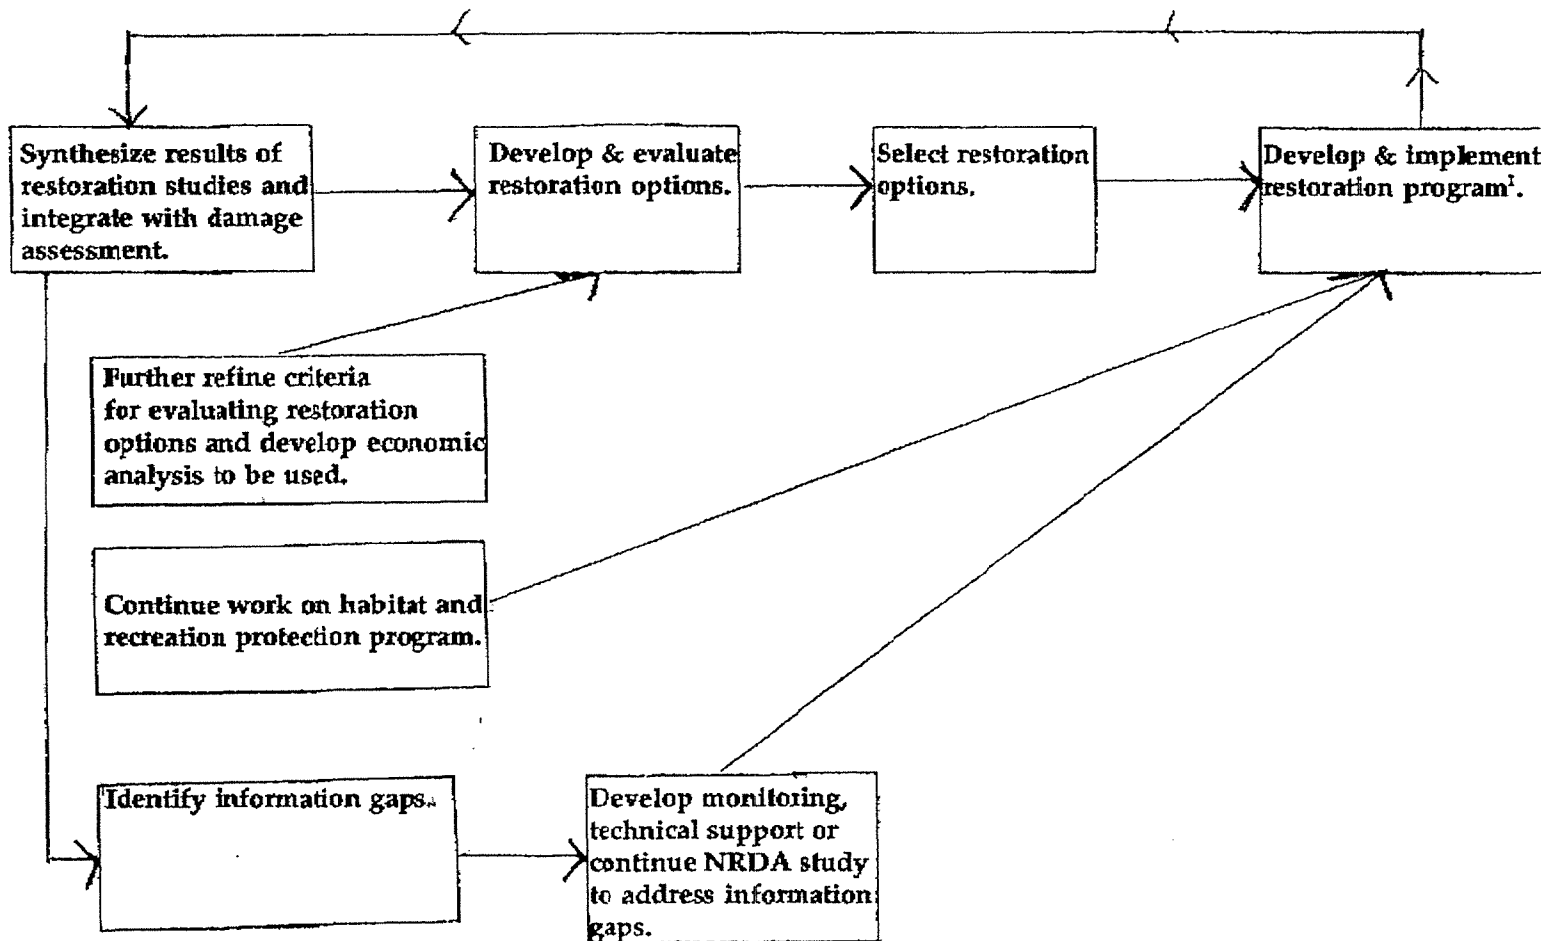 Synthesize results of
restoration studies and
integrate with damage
assessment.
Develop & evaluate
restoration options.
Select restoration
options.
Develop & implement
restoration program¹.
Further refine criteria
for evaluating restoration
options and develop economic
analysis to be used.
Continue work on habitat and
recreation protection program.
Identify information gaps.
Develop monitoring,
technical support or
continue NRDA study
to address information
gaps.